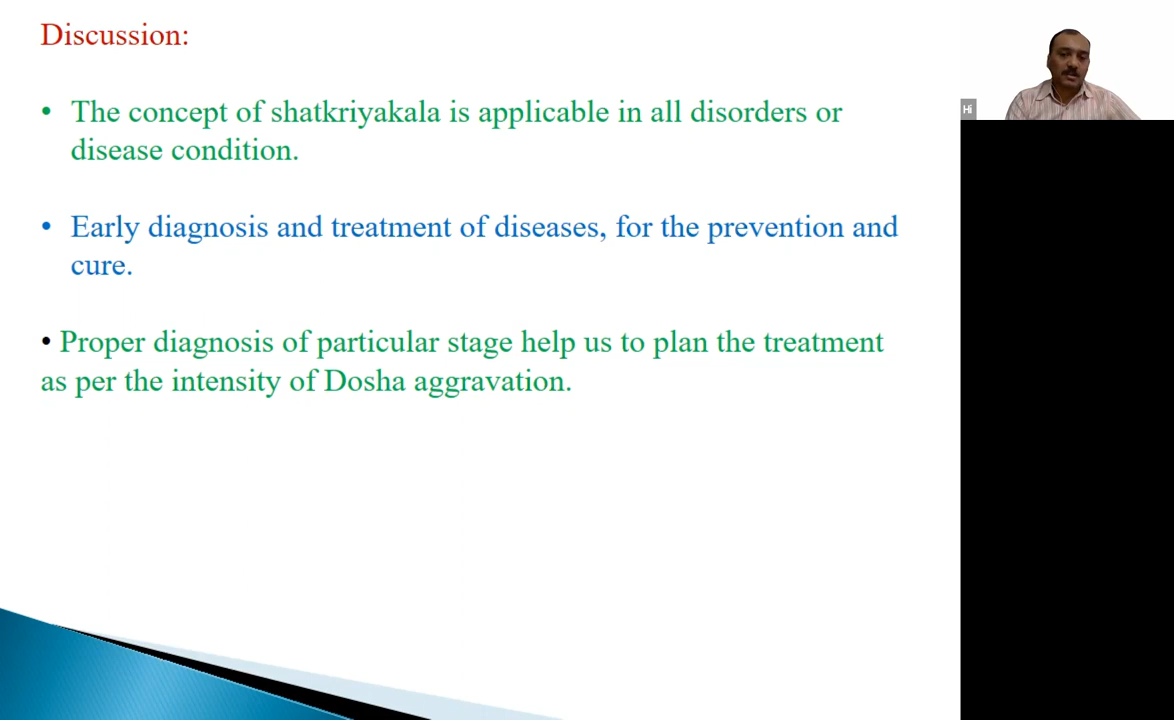 Discussion:
• The concept of shatkriyakala is applicable in all disorders or
disease condition.
• Early diagnosis and treatment of diseases, for the prevention and
cure.
• Proper diagnosis of particular stage help us to plan the treatment
as per the intensity of Dosha aggravation.
Hi